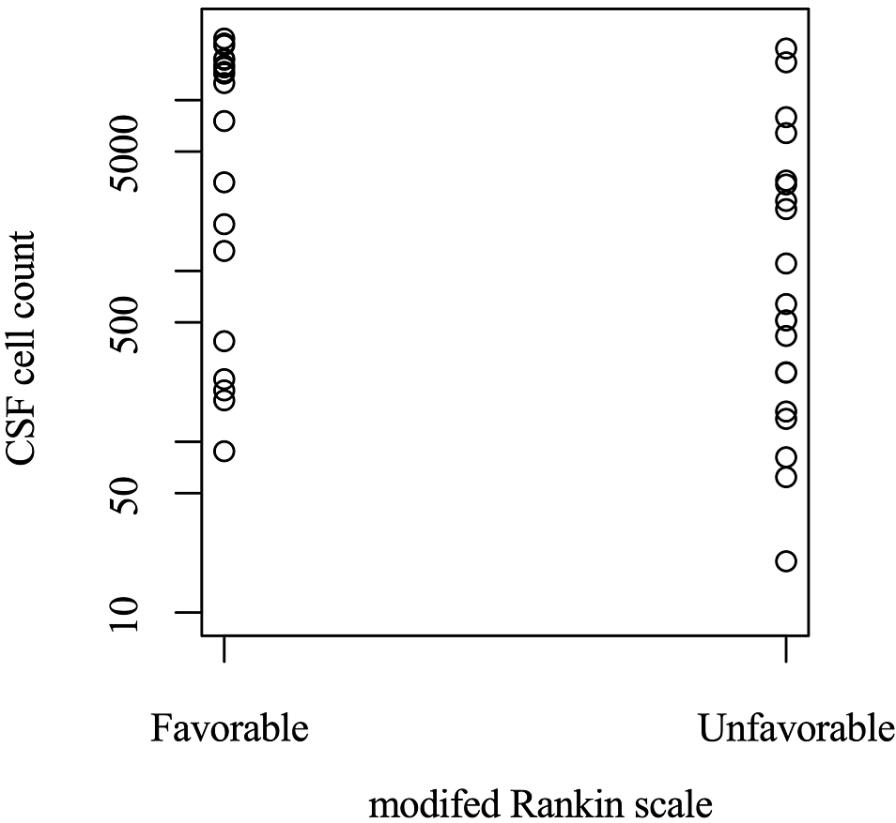 CSF cell count
5000
500
50
10
Favorable
Unfavorable
modifed Rankin scale